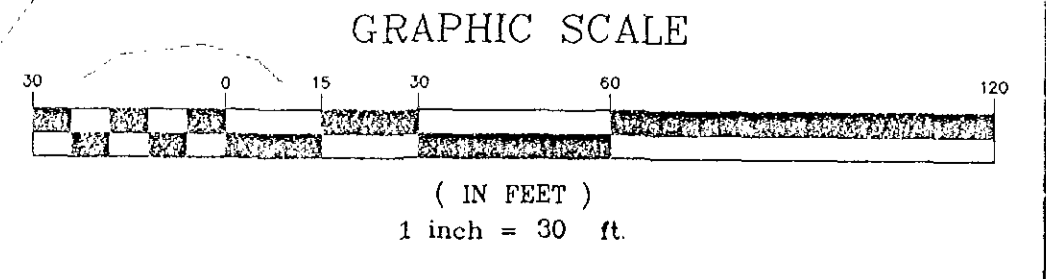 GRAPHIC SCALE
30 0 15 30 60 120
( IN FEET )
1 inch = 30 ft.